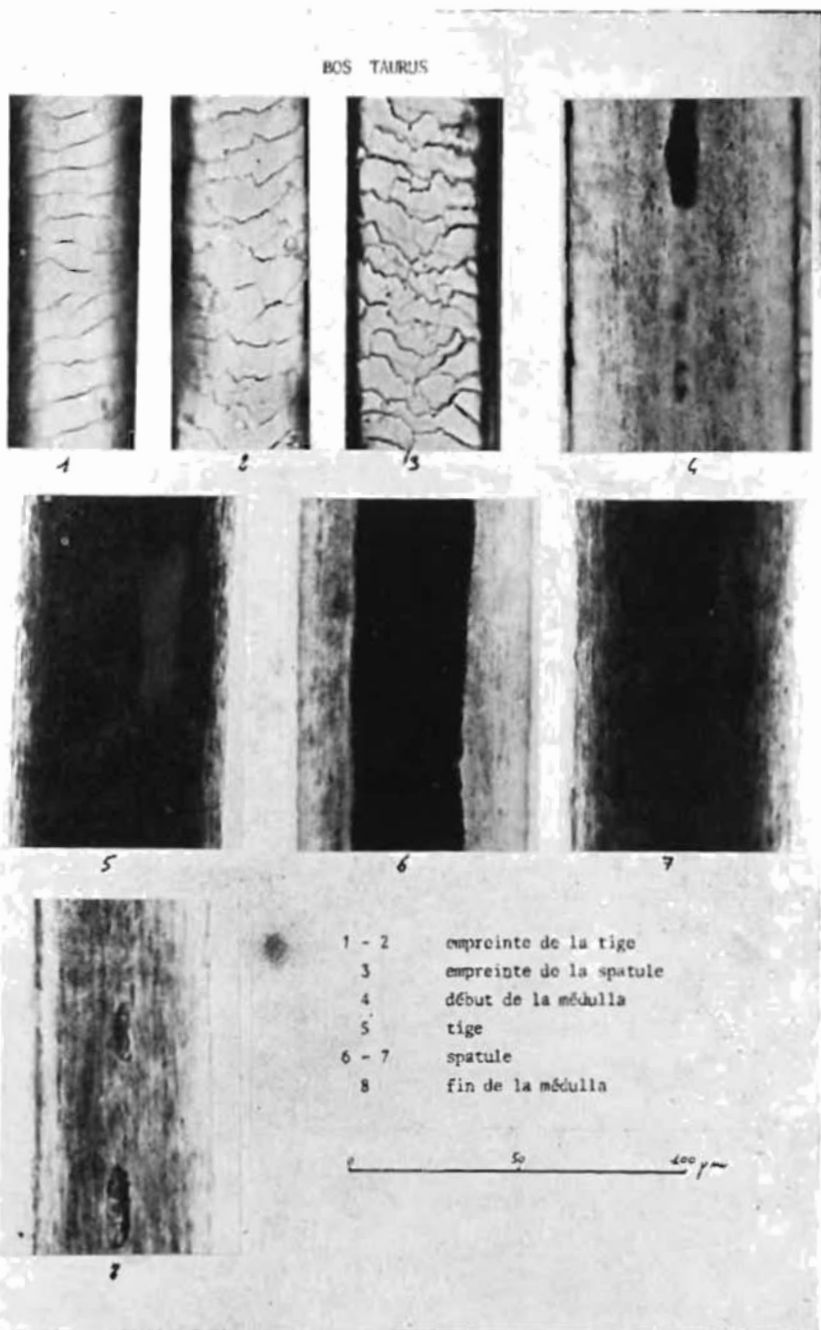 BOS TAURUS
1 2 3 4
5 6 7
1 - 2 empreinte de la tige
3 empreinte de la spatule
4 début de la médulla
5 tige
6 - 7 spatule
8 fin de la médulla
0 50 100 µm
8